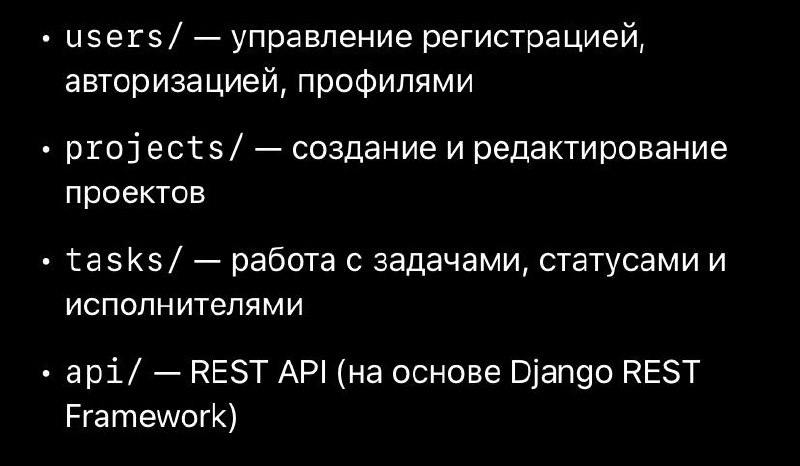 • users/ — управление регистрацией,
авторизацией, профилями
• projects/ — создание и редактирование
проектов
• tasks/ — работа с задачами, статусами и
исполнителями
• api/ — REST API (на основе Django REST
Framework)